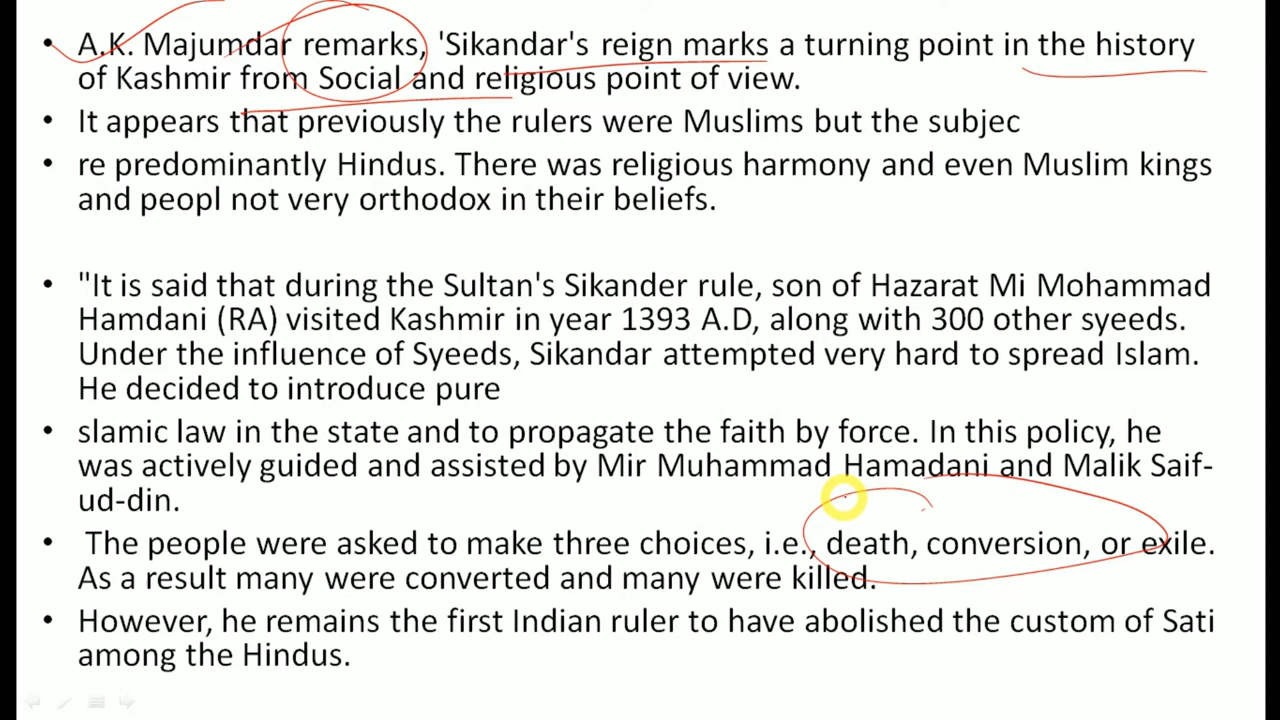 • A.K. Majumdar remarks, 'Sikandar's reign marks a turning point in the history
of Kashmir from Social and religious point of view.
• It appears that previously the rulers were Muslims but the subjec
• re predominantly Hindus. There was religious harmony and even Muslim kings
and peopl not very orthodox in their beliefs.
• "It is said that during the Sultan's Sikander rule, son of Hazarat Mi Mohammad
Hamdani (RA) visited Kashmir in year 1393 A.D, along with 300 other syeeds.
Under the influence of Syeeds, Sikandar attempted very hard to spread Islam.
He decided to introduce pure
• slamic law in the state and to propagate the faith by force. In this policy, he
was actively guided and assisted by Mir Muhammad Hamadani and Malik Saif-
ud-din.
• The people were asked to make three choices, i.e., death, conversion, or exile.
As a result many were converted and many were killed.
• However, he remains the first Indian ruler to have abolished the custom of Sati
among the Hindus.